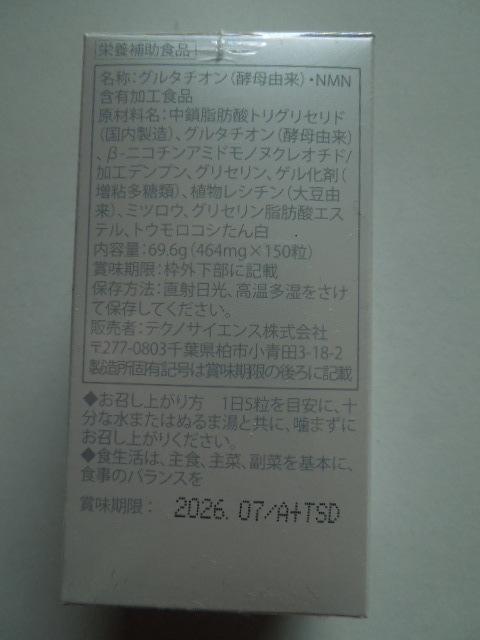 栄養補助食品
名称:グルタチオン(酵母由来)・NMN
含有加工食品
原材料名:中鎖脂肪酸トリグリセリド
(国内製造)、グルタチオン(酵母由来)
、β-ニコチンアミドモノヌクレオチド/
加工デンプン、グリセリン、ゲル化剤(
増粘多糖類)、植物レシチン(大豆由
来)、ミツロウ、グリセリン脂肪酸エス
テル、トウモロコシたん白
内容量:69.6g(464mg×150粒)
賞味期限:枠外下部に記載
保存方法:直射日光、高温多湿をさけ
て保存してください。
販売者:テクノサイエンス株式会社
〒277-0803千葉県柏市小青田3-18-2
製造所固有記号は賞味期限の後ろに記載
◆お召し上がり方 1日5粒を目安に、十
分な水またはぬるま湯と共に、噛まずに
お召し上がりください。
◆食生活は、主食、主菜、副菜を基本に、
食事のバランスを
賞味期限: 2026.07/A+TSD